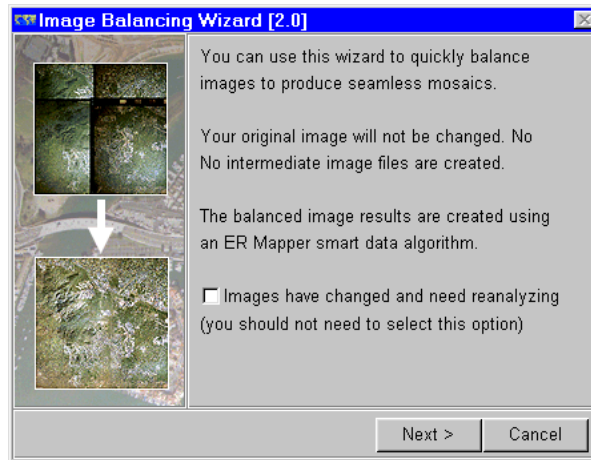 Image Balancing Wizard [2.0]
You can use this wizard to quickly balance
images to produce seamless mosaics.
Your original image will not be changed. No
No intermediate image files are created.
The balanced image results are created using
an ER Mapper smart data algorithm.
Images have changed and need reanalyzing
(you should not need to select this option)
Next >
Cancel